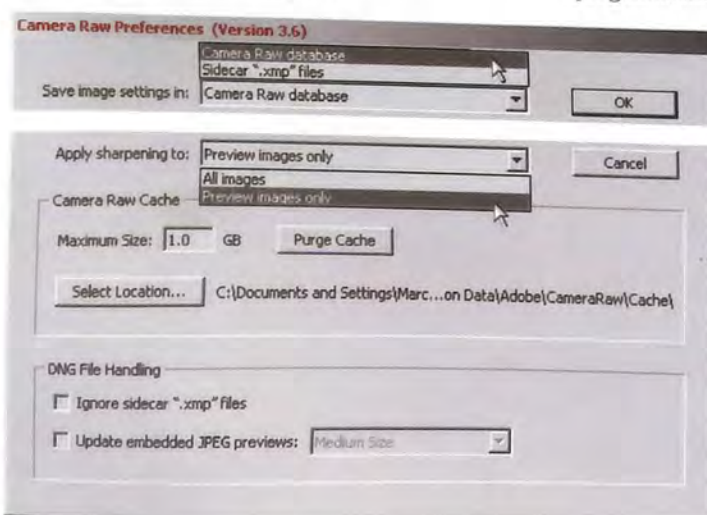 Camera Raw Preferences (Version 3.6)
Camera Raw database
Sidecar ".xmp" files
Save image settings in: Camera Raw database
OK
Apply sharpening to: Preview images only
Cancel
All images
Preview images only
Camera Raw Cache
Maximum Size: 1.0 GB Purge Cache
Select Location... C:\Documents and Settings\Marc...on Data\Adobe\CameraRaw\Cache\
DNG File Handling
Ignore sidecar ".xmp" files
Update embedded JPEG previews: Medium Size